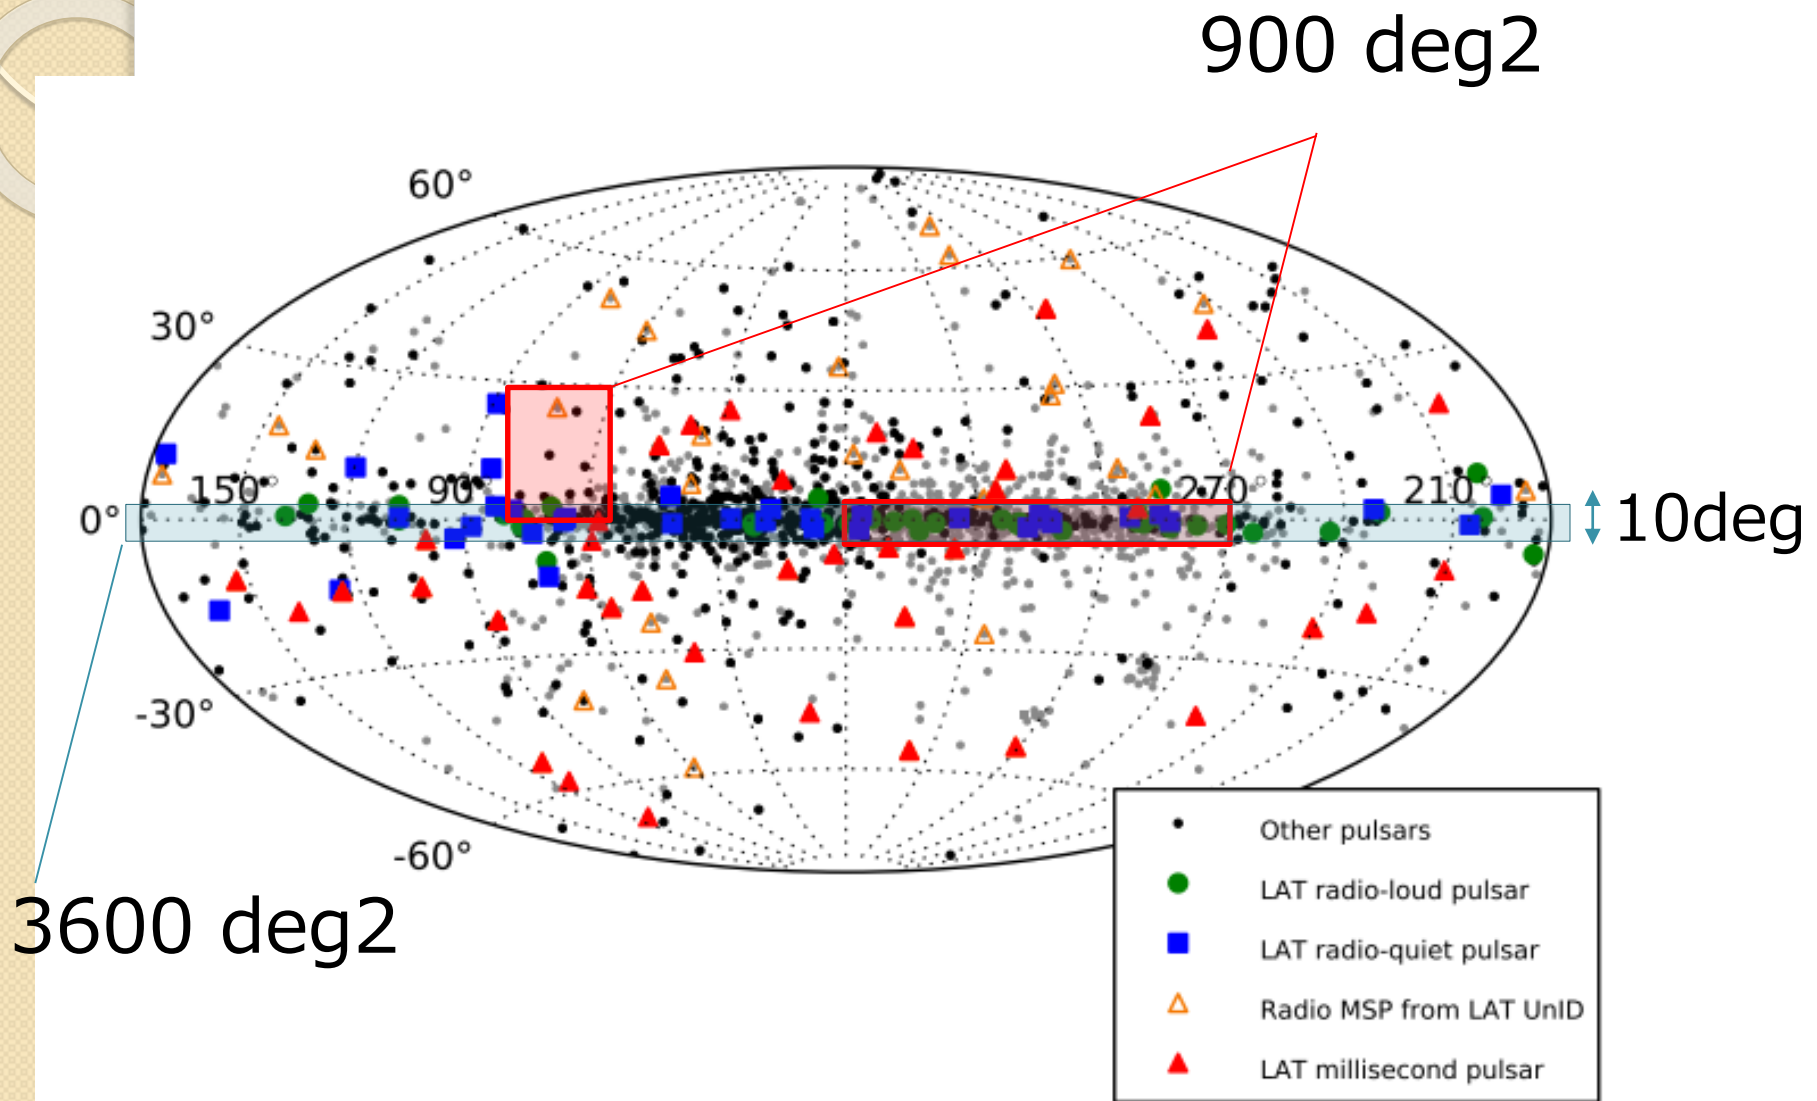 900 deg2
60°
30°
150°
90
270°
210°
0°
10deg
-30°
-60°
3600 deg2
Other pulsars
LAT radio-loud pulsar
LAT radio-quiet pulsar
Radio MSP from LAT UnID
LAT millisecond pulsar